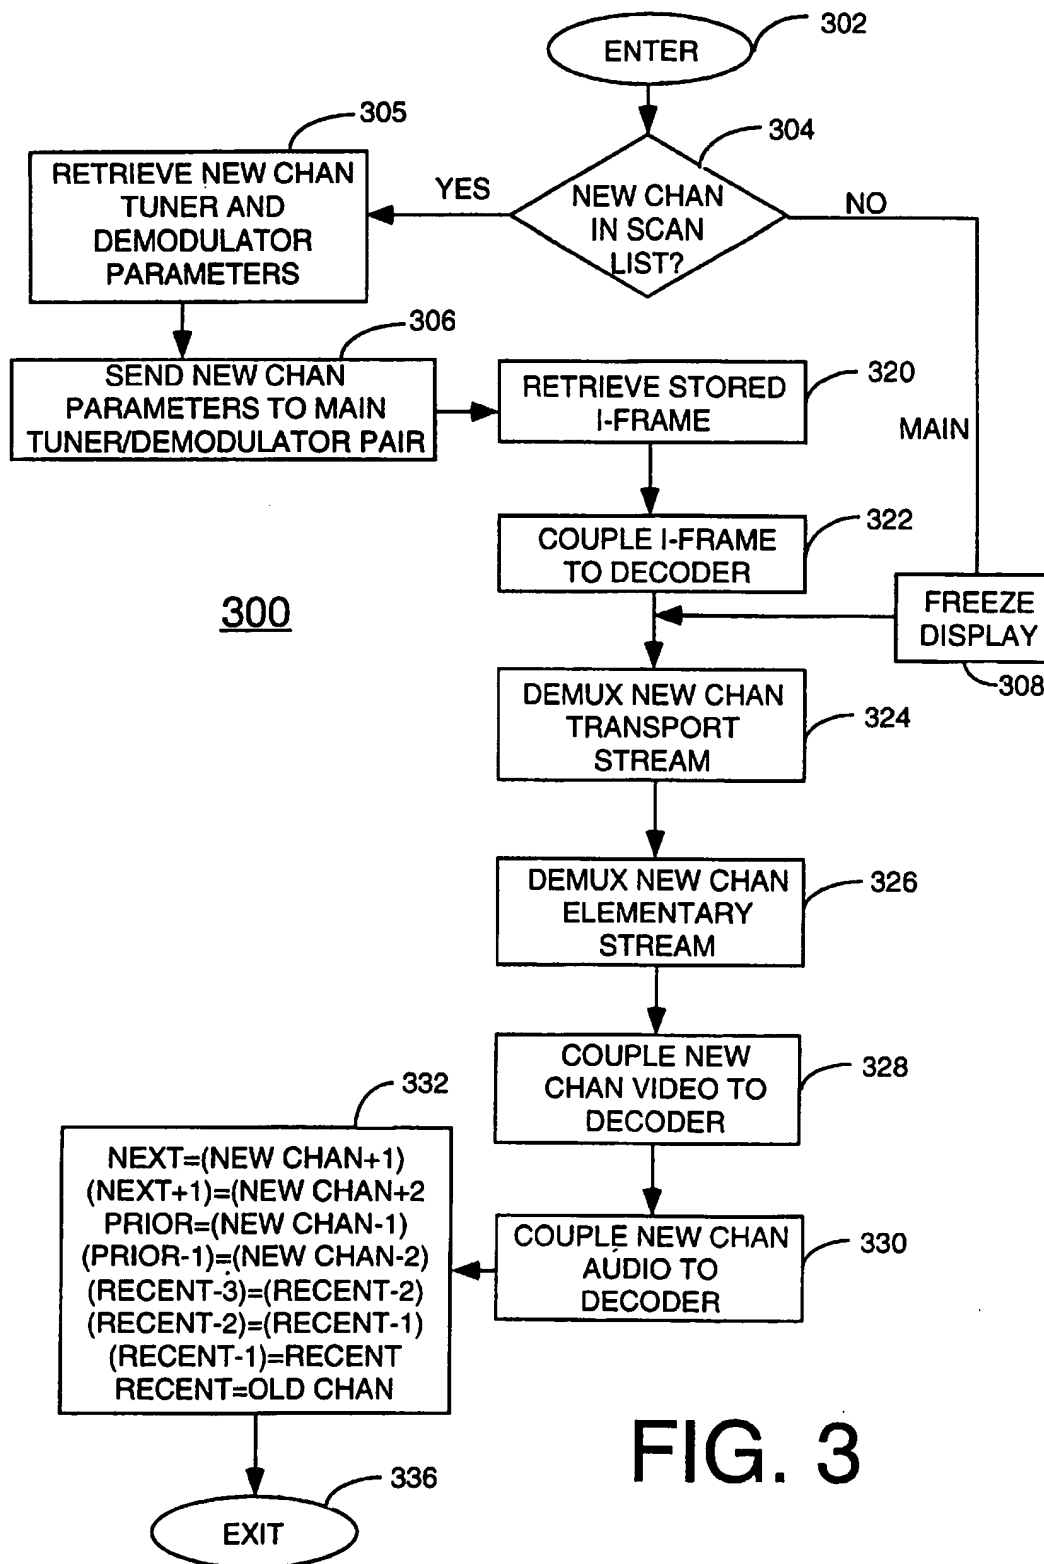 ENTER
302
304
NEW CHAN
IN SCAN
LIST?
YES
NO
305
RETRIEVE NEW CHAN
TUNER AND
DEMODULATOR
PARAMETERS
306
SEND NEW CHAN
PARAMETERS TO MAIN
TUNER/DEMODULATOR PAIR
RETRIEVE STORED
I-FRAME
320
MAIN
COUPLE I-FRAME
TO DECODER
322
300
FREEZE
DISPLAY
308
DEMUX NEW CHAN
TRANSPORT
STREAM
324
DEMUX NEW CHAN
ELEMENTARY
STREAM
326
COUPLE NEW
CHAN VIDEO TO
DECODER
328
COUPLE NEW CHAN
AUDIO TO
DECODER
330
332
NEXT=(NEW CHAN+1)
(NEXT+1)=(NEW CHAN+2
PRIOR=(NEW CHAN-1)
(PRIOR-1)=(NEW CHAN-2)
(RECENT-3)=(RECENT-2)
(RECENT-2)=(RECENT-1)
(RECENT-1)=RECENT
RECENT=OLD CHAN
336
EXIT
FIG. 3